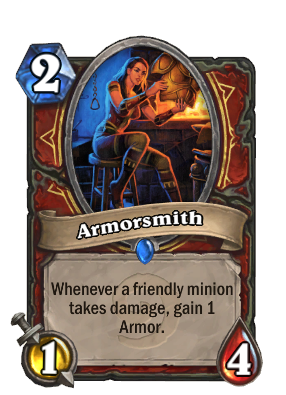 2
Armorsmith
Whenever a friendly minion
takes damage, gain 1
Armor.
1
4